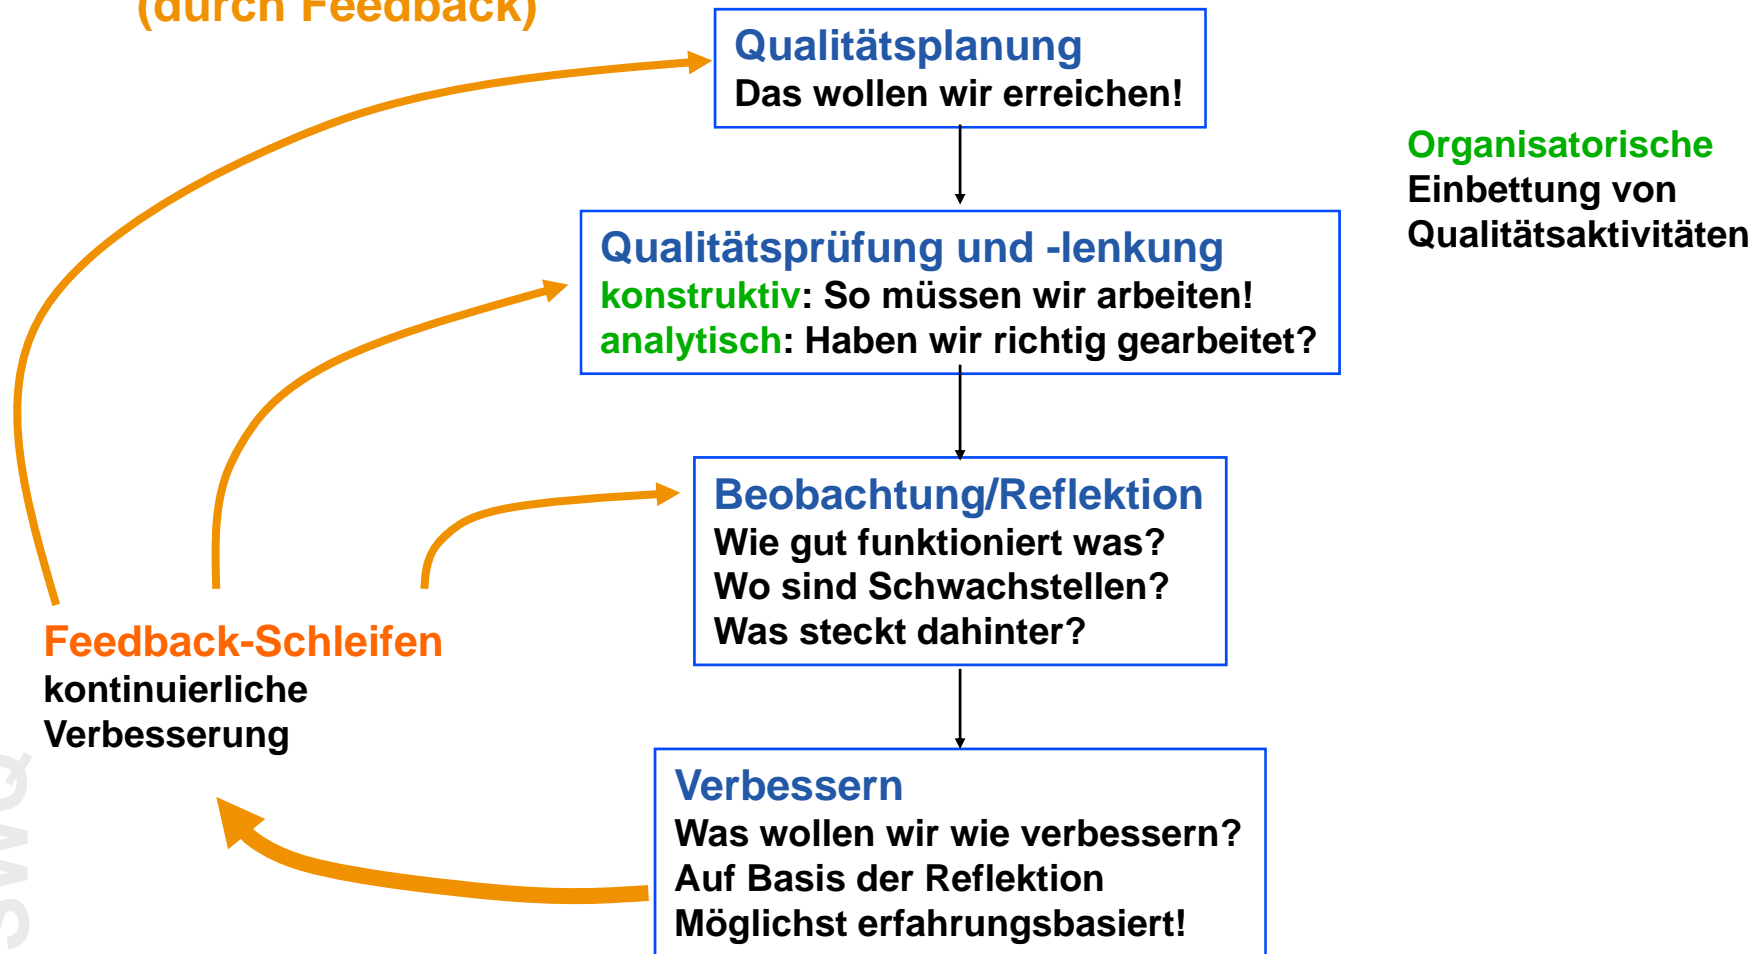 (durch Feedback)
Qualitätsplanung
Das wollen wir erreichen!
Organisatorische
Einbettung von
Qualitätsaktivitäten
Qualitätsprüfung und -lenkung
konstruktiv: So müssen wir arbeiten!
analytisch: Haben wir richtig gearbeitet?
Beobachtung/Reflektion
Wie gut funktioniert was?
Wo sind Schwachstellen?
Was steckt dahinter?
Feedback-Schleifen
kontinuierliche
Verbesserung
Verbessern
Was wollen wir wie verbessern?
Auf Basis der Reflektion
Möglichst erfahrungsbasiert!
SWQ